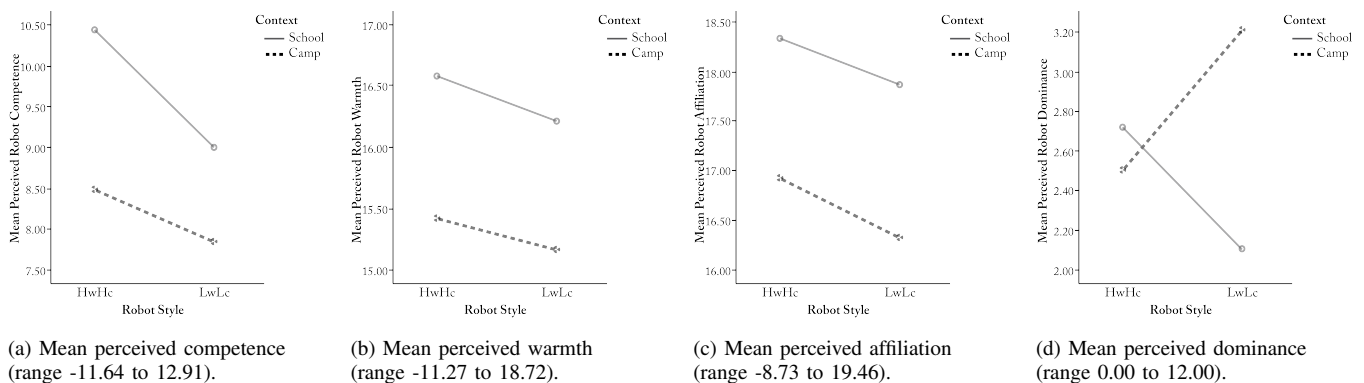 Mean Perceived Robot Competence
10.50
10.00
9.50
9.00
8.50
8.00
7.50
HwHc
LwLc
Robot Style
Context
School
Camp
(a) Mean perceived competence
(range -11.64 to 12.91).
Mean Perceived Robot Warmth
17.00
16.50
16.00
15.50
15.00
HwHc
LwLc
Robot Style
Context
School
Camp
(b) Mean perceived warmth
(range -11.27 to 18.72).
Mean Perceived Robot Affiliation
18.50
18.00
17.50
17.00
16.50
16.00
HwHc
LwLc
Robot Style
Context
School
Camp
(c) Mean perceived affiliation
(range -8.73 to 19.46).
Mean Perceived Robot Dominance
3.20
3.00
2.80
2.60
2.40
2.20
2.00
HwHc
LwLc
Robot Style
Context
School
Camp
(d) Mean perceived dominance
(range 0.00 to 12.00).